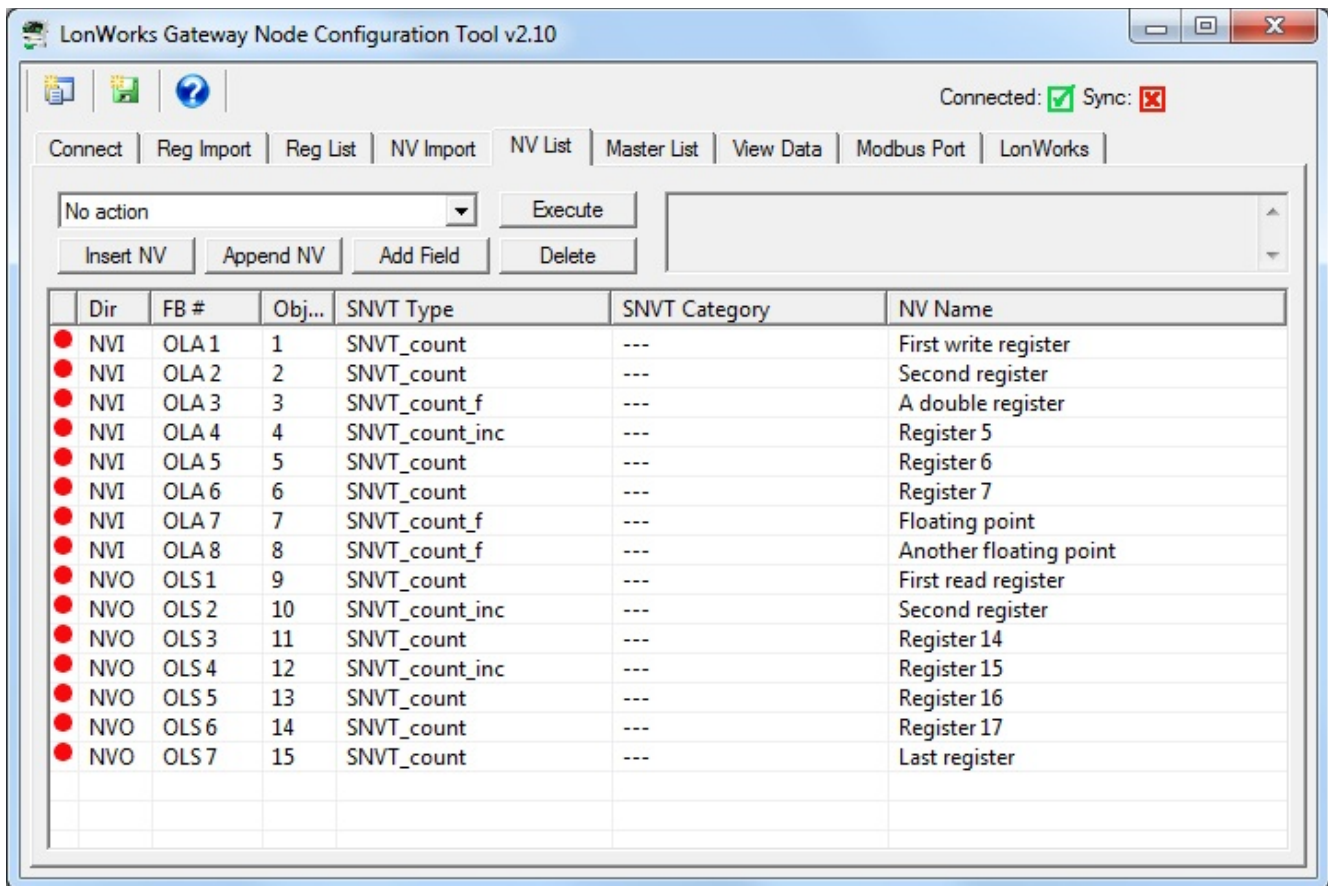 LonWorks Gateway Node Configuration Tool v2.10
Connected: Sync:
Connect Reg Import Reg List NV Import NV List Master List View Data Modbus Port LonWorks
No action Execute
Insert NV Append NV Add Field Delete
Dir FB # Obj... SNVT Type SNVT Category NV Name
NVI OLA 1 1 SNVT_count --- First write register
NVI OLA 2 2 SNVT_count --- Second register
NVI OLA 3 3 SNVT_count_f --- A double register
NVI OLA 4 4 SNVT_count_inc --- Register 5
NVI OLA 5 5 SNVT_count --- Register 6
NVI OLA 6 6 SNVT_count --- Register 7
NVI OLA 7 7 SNVT_count_f --- Floating point
NVI OLA 8 8 SNVT_count_f --- Another floating point
NVO OLS 1 9 SNVT_count --- First read register
NVO OLS 2 10 SNVT_count_inc --- Second register
NVO OLS 3 11 SNVT_count --- Register 14
NVO OLS 4 12 SNVT_count_inc --- Register 15
NVO OLS 5 13 SNVT_count --- Register 16
NVO OLS 6 14 SNVT_count --- Register 17
NVO OLS 7 15 SNVT_count --- Last register